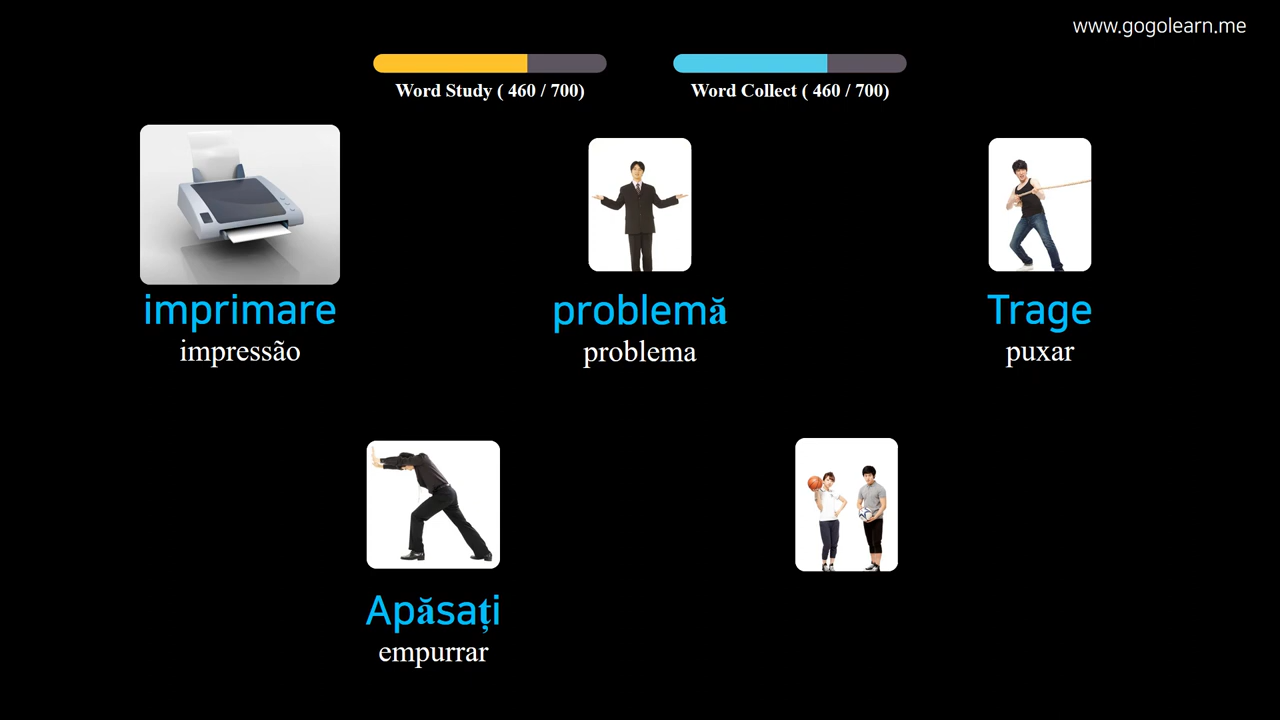 www.gogolearn.me
Word Study ( 460 / 700)
Word Collect ( 460 / 700)
imprimare
impressão
problemă
problema
Trage
puxar
Apăsați
empurrar